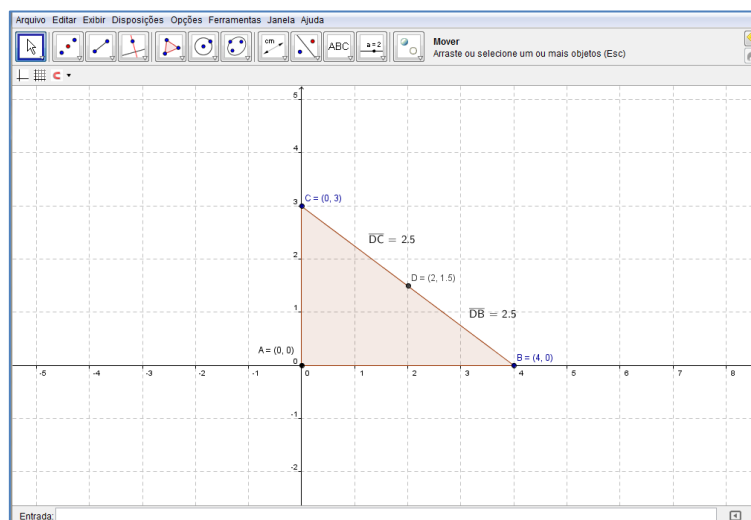 Arquivo Editar Exibir Disposições Opções Ferramentas Janela Ajuda
cm
ABC
a=2
Mover
Arraste ou selecione um ou mais objetos (Esc)
5
4
3
C = (0, 3)
DC = 2.5
2
D = (2, 1.5)
1
DB = 2.5
A = (0, 0)
0
B = (4, 0)
-5 -4 -3 -2 -1 0 1 2 3 4 5 6 7 8
-1
-2
Entrada: